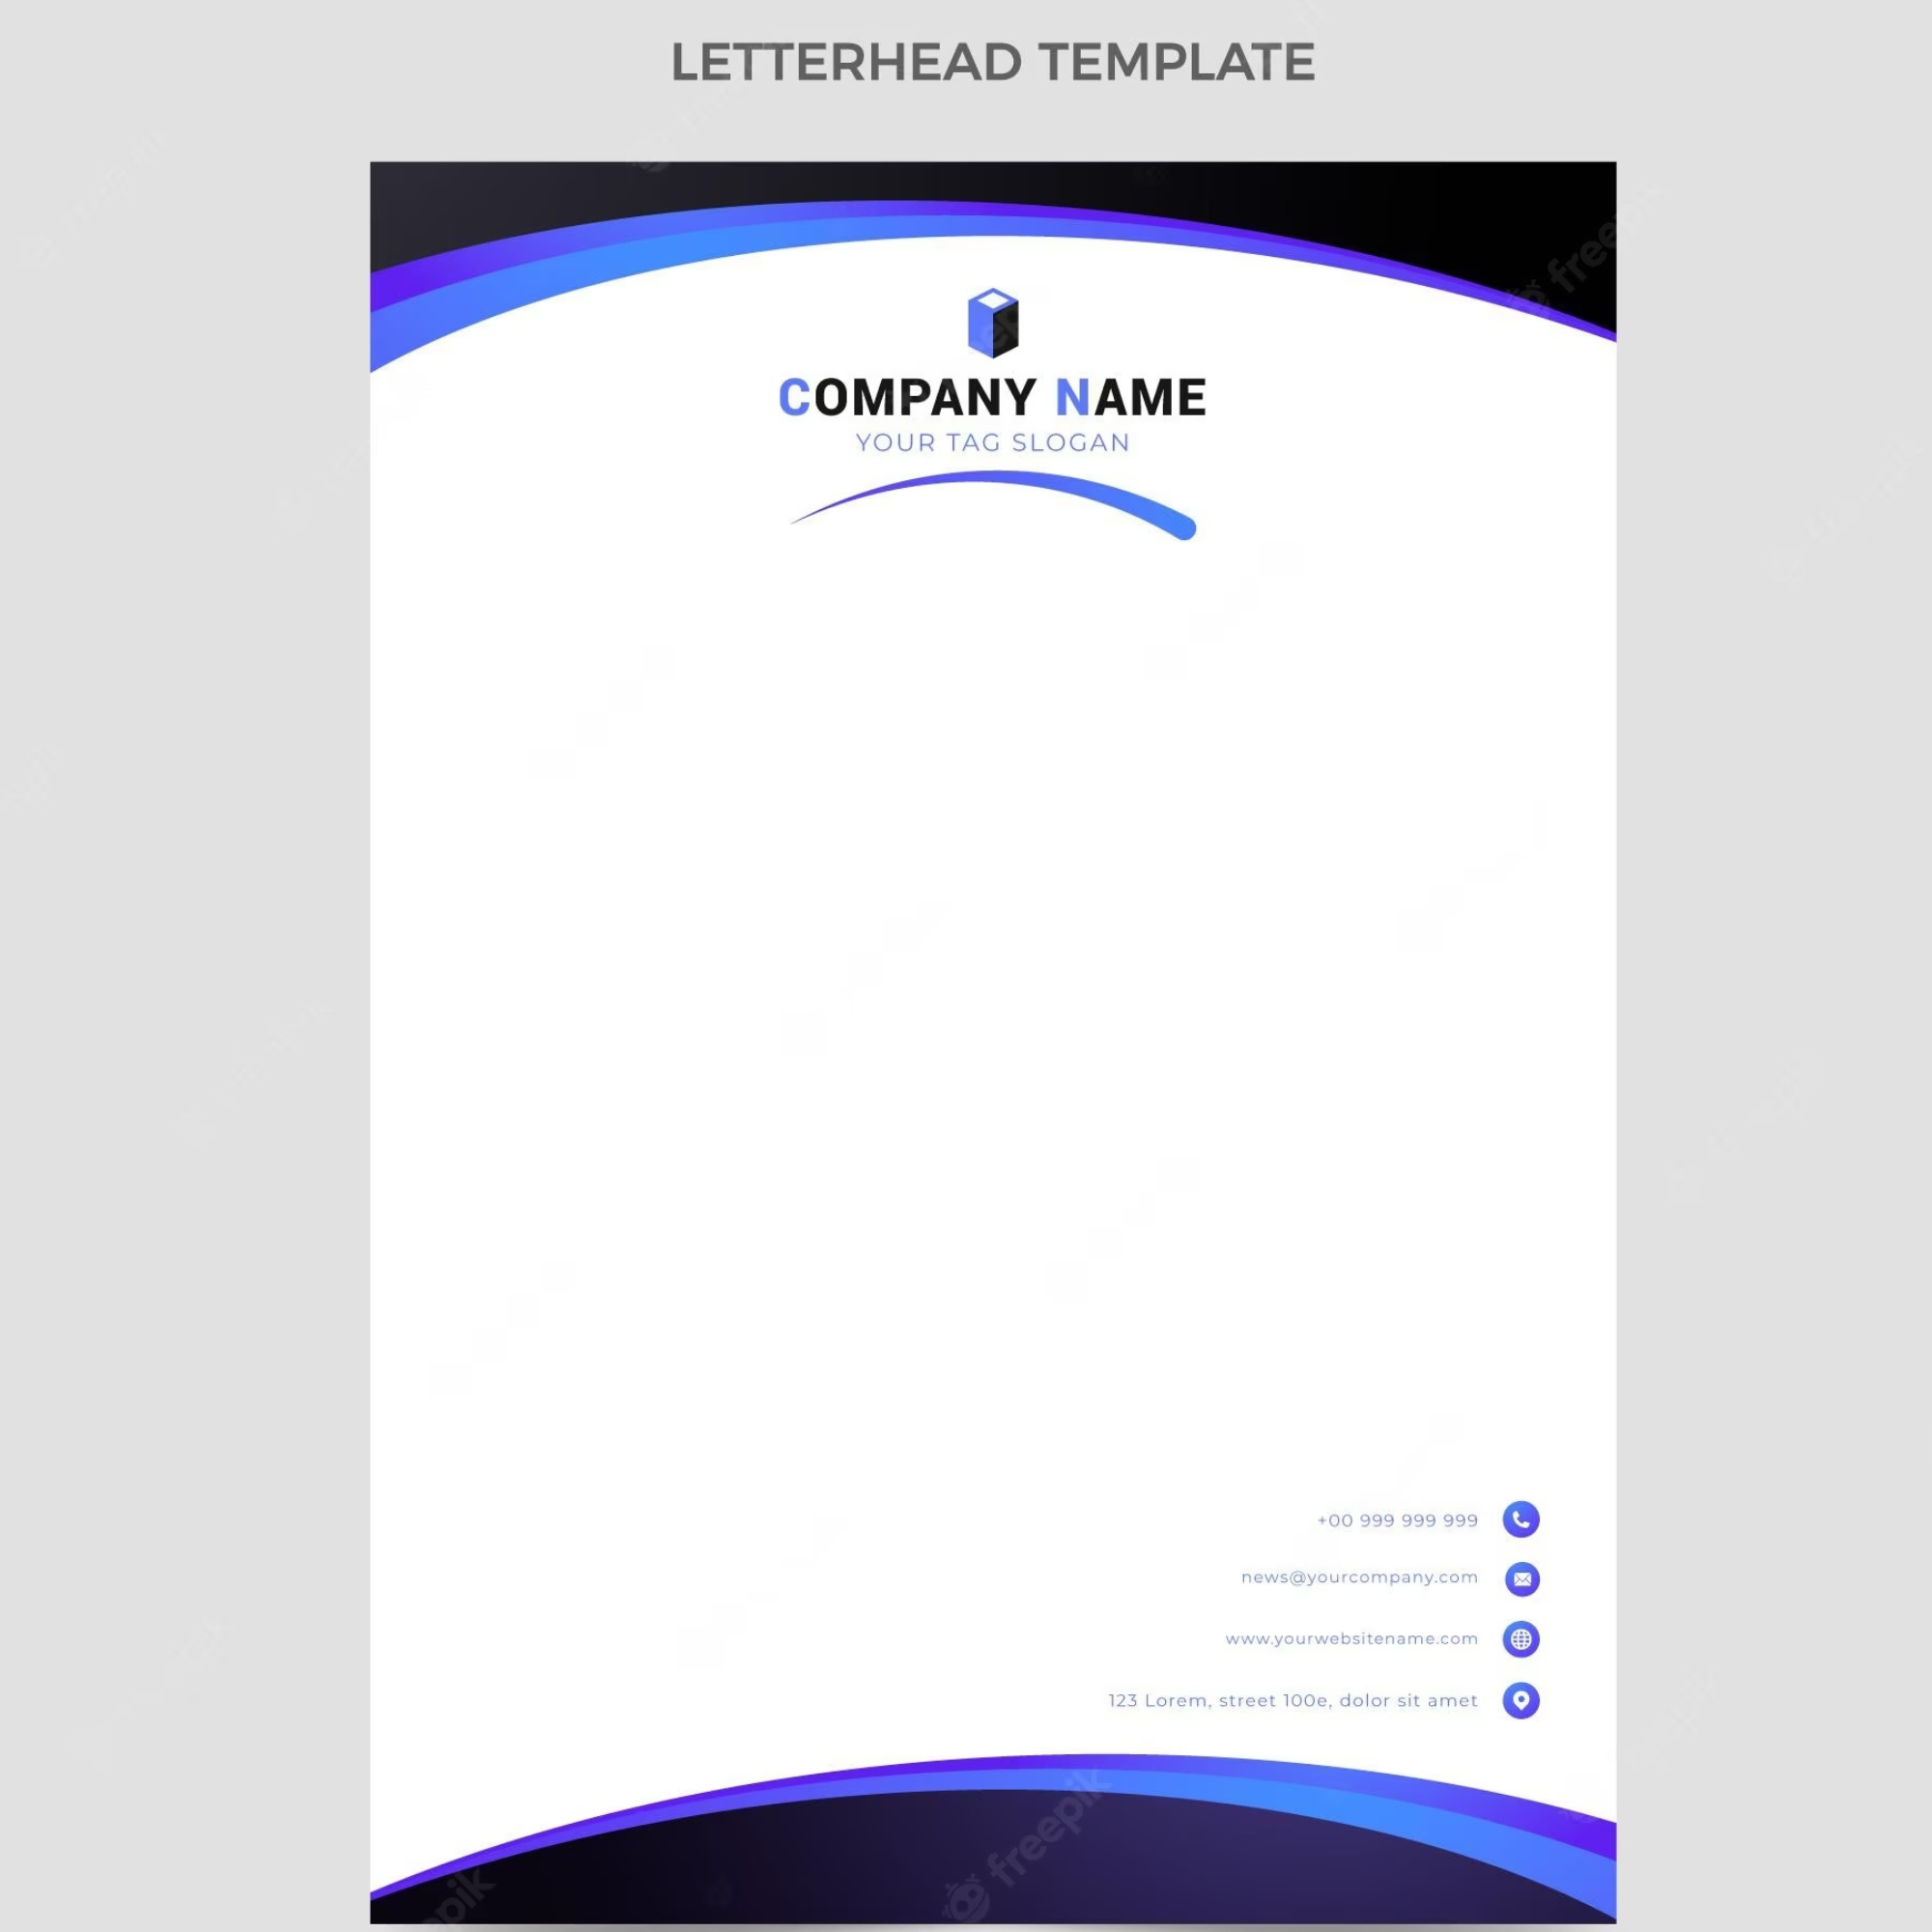 LETTERHEAD TEMPLATE
COMPANY NAME
YOUR TAG SLOGAN
+00 999 999 999
news@yourcompany.com
www.yourwebsitename.com
123 Lorem, street 100e, dolor sit amet
freepik
freepik